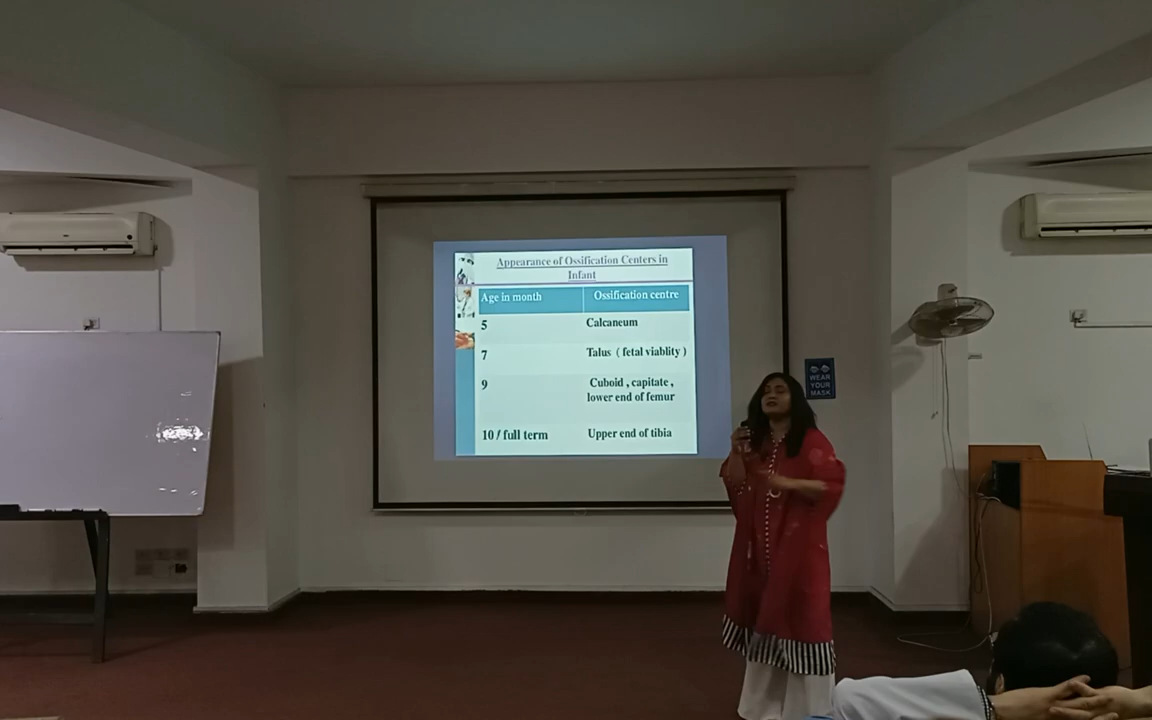 Appearance of Ossification Centers in
Infant
Age in month Ossification centre
5 Calcaneum
7 Talus ( fetal viablity )
9 Cuboid , capitate ,
lower end of femur
10 / full term Upper end of tibia
WEAR
YOUR
MASK